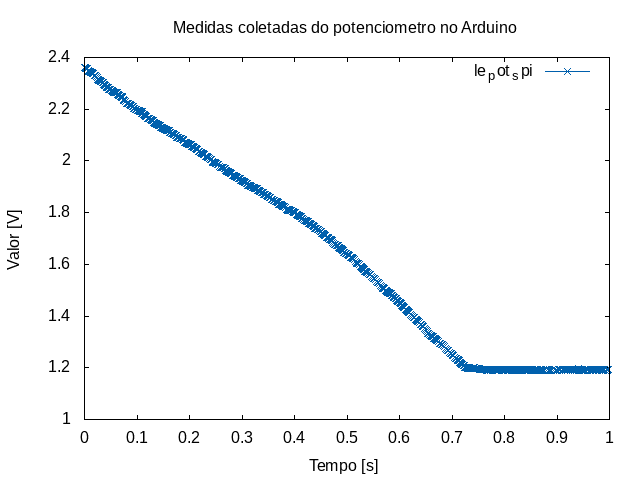 Medidas coletadas do potenciometro no Arduino
le_pot_spi
Valor [V]
2.4
2.2
2
1.8
1.6
1.4
1.2
1
0 0.1 0.2 0.3 0.4 0.5 0.6 0.7 0.8 0.9 1
Tempo [s]